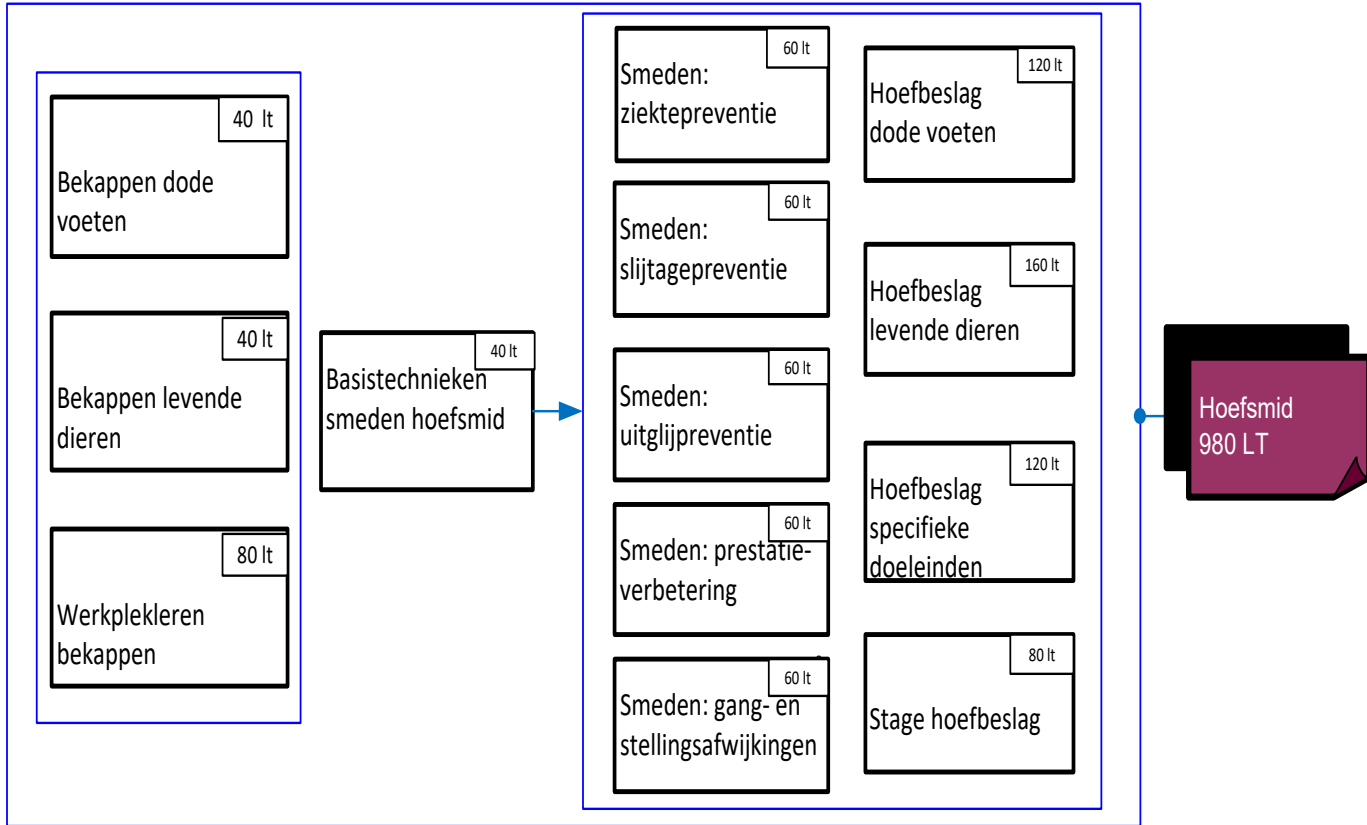 40 lt
Bekappen dode
voeten
40 lt
Bekappen levende
dieren
80 lt
Werkplekleren
bekappen
40 lt
Basistechnieken
smeden hoefsmid
60 lt
Smeden:
ziektepreventie
60 lt
Smeden:
slijtagepreventie
60 lt
Smeden:
uitglijpreventie
60 lt
Smeden: prestatie-
verbetering
60 lt
Smeden: gang- en
stellingsafwijkingen
120 lt
Hoefbeslag
dode voeten
160 lt
Hoefbeslag
levende dieren
120 lt
Hoefbeslag
specifieke
doeleinden
80 lt
Stage hoefbeslag
Hoefsmid
980 LT